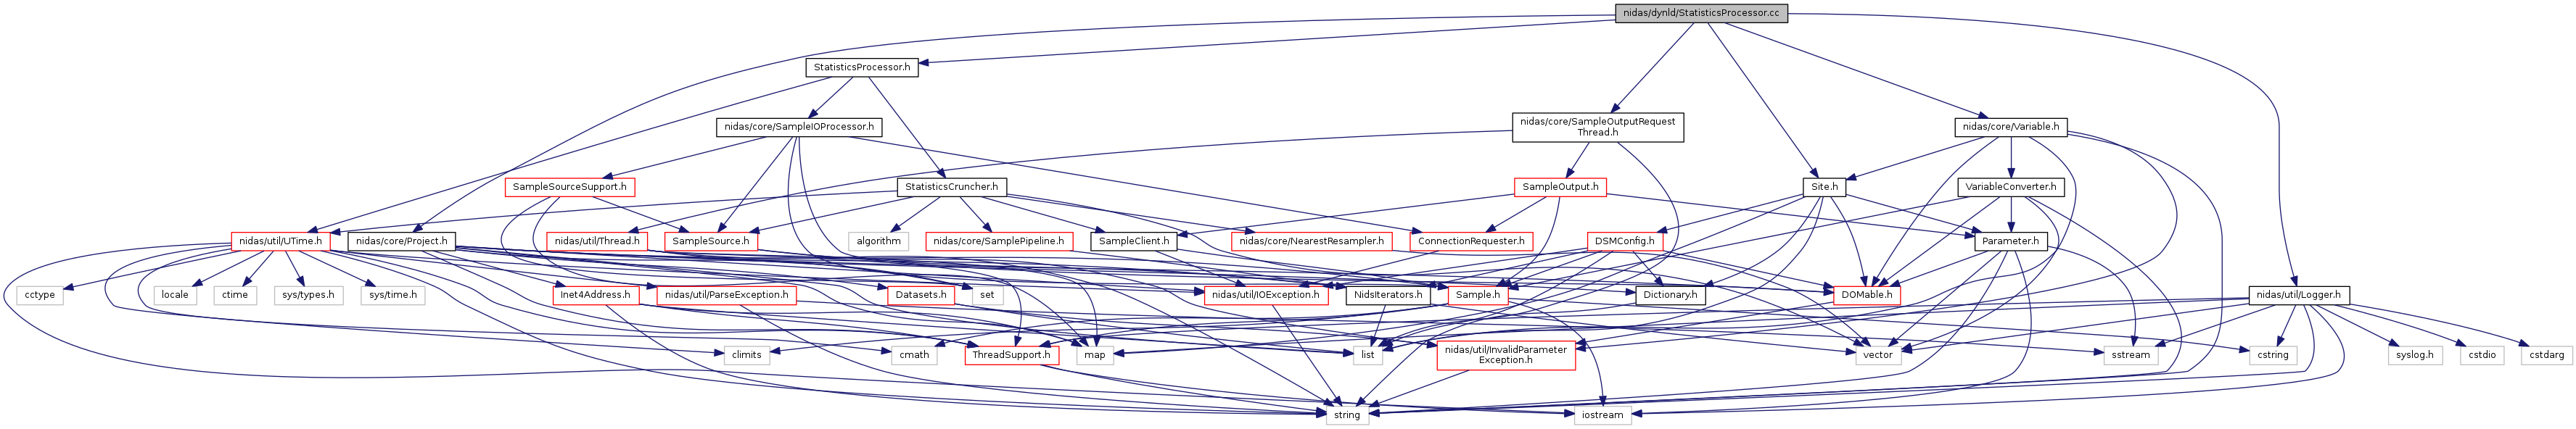 nidas/dynld/StatisticsProcessor.cc
StatisticsProcessor.h
nidas/core/SampleIOProcessor.h
nidas/core/SampleOutputRequest
Thread.h
nidas/core/Variable.h
SampleSourceSupport.h
StatisticsCruncher.h
SampleOutput.h
Site.h
VariableConverter.h
nidas/util/UTime.h
nidas/core/Project.h
nidas/util/Thread.h
SampleSource.h
algorithm
nidas/core/SamplePipeline.h
SampleClient.h
nidas/core/NearestResampler.h
ConnectionRequester.h
DSMConfig.h
Parameter.h
cctype
locale
ctime
sys/types.h
sys/time.h
Inet4Address.h
nidas/util/ParseException.h
Datasets.h
set
nidas/util/IOException.h
NidsIterators.h
Sample.h
Dictionary.h
DOMable.h
nidas/util/Logger.h
climits
cmath
ThreadSupport.h
map
nidas/util/InvalidParameter
Exception.h
list
vector
sstream
cstring
syslog.h
cstdio
cstdarg
string
iostream